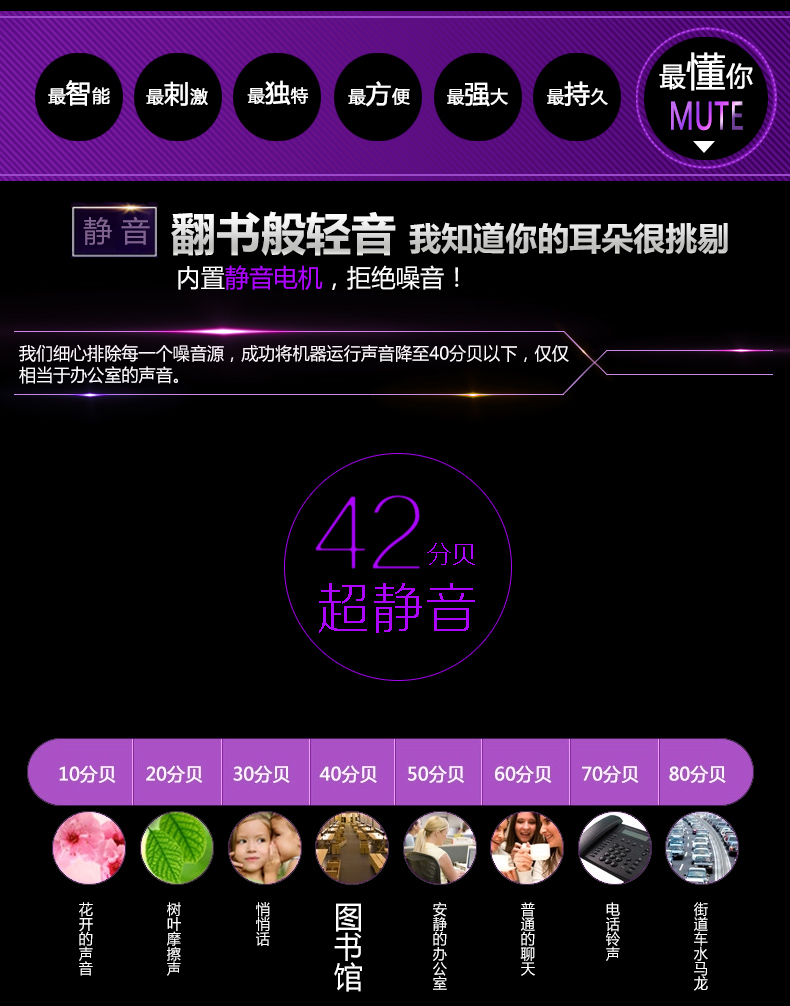 最智能
最刺激
最独特
最方便
最强大
最持久
最懂你
MUTE
静音
翻书般轻音 我知道你的耳朵很挑剔
内置静音电机，拒绝噪音！
我们细心排除每一个噪音源，成功将机器运行声音降至40分贝以下，仅仅
相当于办公室的声音。
42分贝
超静音
10分贝 20分贝 30分贝 40分贝 50分贝 60分贝 70分贝 80分贝
花开的声音
树叶摩擦声
悄悄话
图书馆
安静的办公室
普通的聊天
电话铃声
街道车水马龙